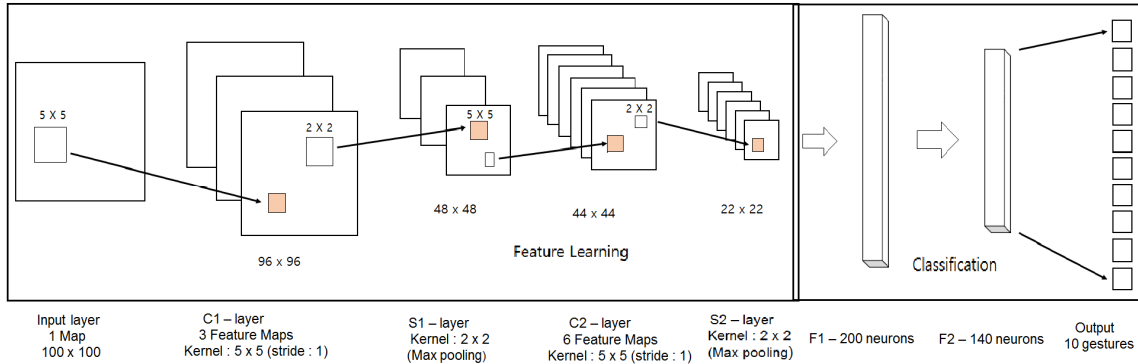 5 X 5
2 X 2
96 x 96
5 X 5
48 x 48
2 X 2
44 x 44
22 x 22
Feature Learning
Classification
Input layer
1 Map
100 x 100
C1 – layer
3 Feature Maps
Kernel : 5 x 5 (stride : 1)
S1 – layer
Kernel : 2 x 2
(Max pooling)
C2 – layer
6 Feature Maps
Kernel : 5 x 5 (stride : 1)
S2 – layer
Kernel : 2 x 2
(Max pooling)
F1 – 200 neurons
F2 – 140 neurons
Output
10 gestures